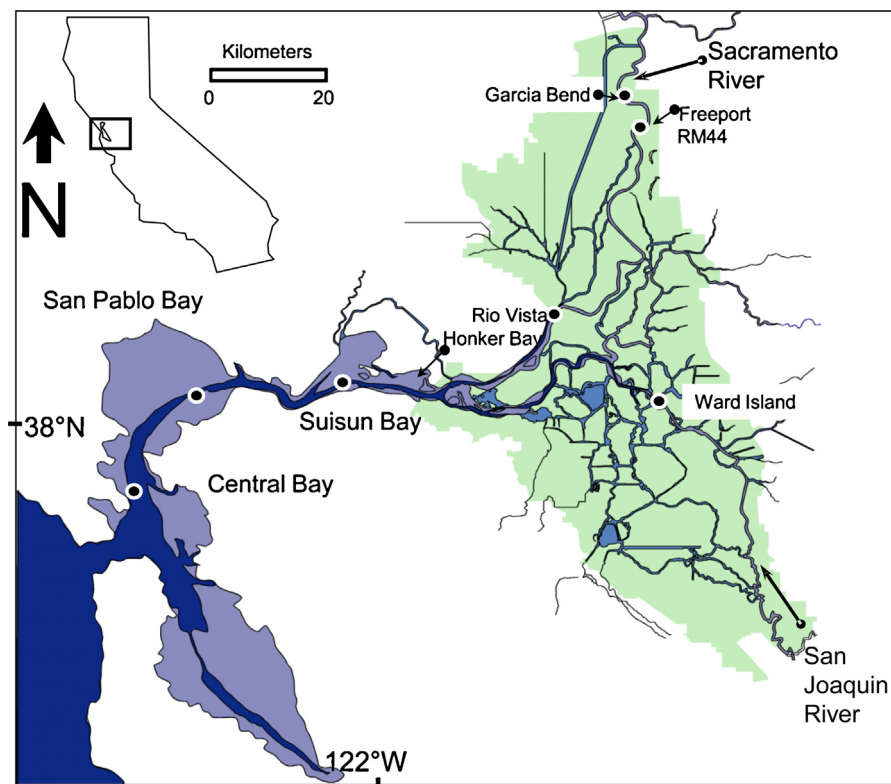 Kilometers
0 20
N
Sacramento
River
Garcia Bend
Freeport
RM44
San Pablo Bay
Rio Vista
Honker Bay
Suisun Bay
Ward Island
38°N
Central Bay
San
Joaquin
River
122°W